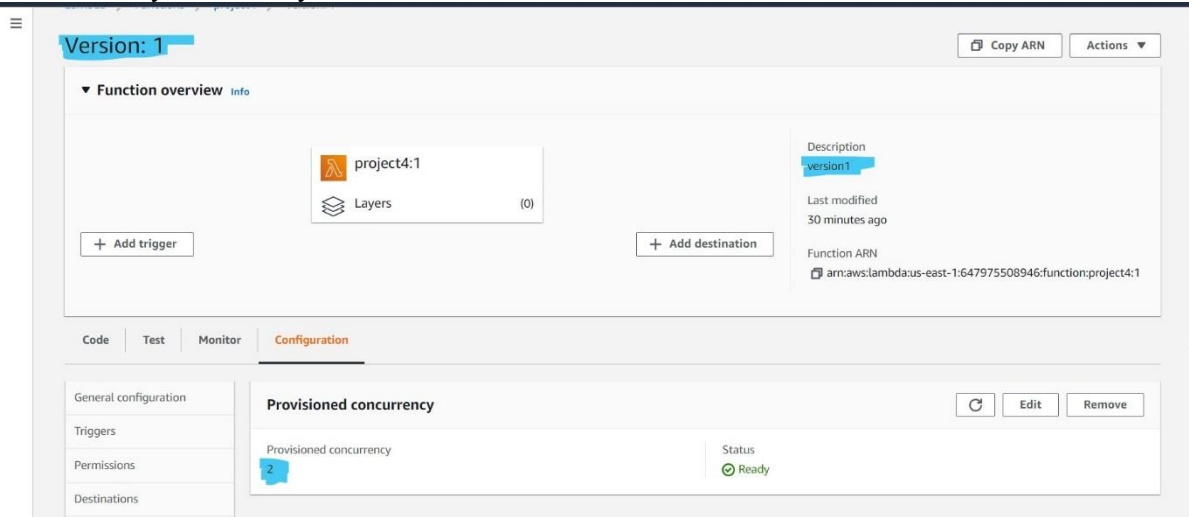 Version: 1
Copy ARN
Actions
Function overview Info
project4:1
Layers (0)
+ Add trigger
+ Add destination
Description
version1
Last modified
30 minutes ago
Function ARN
arn:aws:lambda:us-east-1:647975508946:function:project4:1
Code Test Monitor Configuration
General configuration
Triggers
Permissions
Destinations
Provisioned concurrency
Edit
Remove
Provisioned concurrency
2
Status
Ready